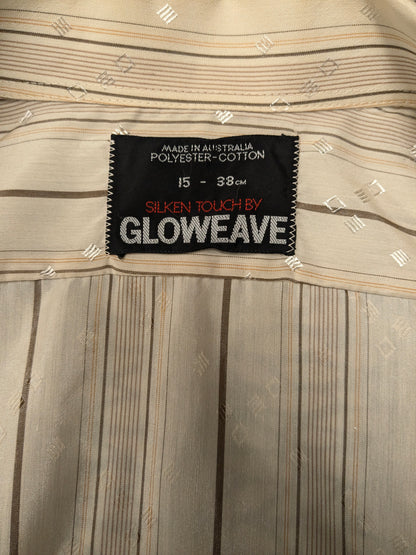 MADE IN AUSTRALIA
POLYESTER-COTTON
15 - 38CM
SILKEN TOUCH BY
GLOWEAVE